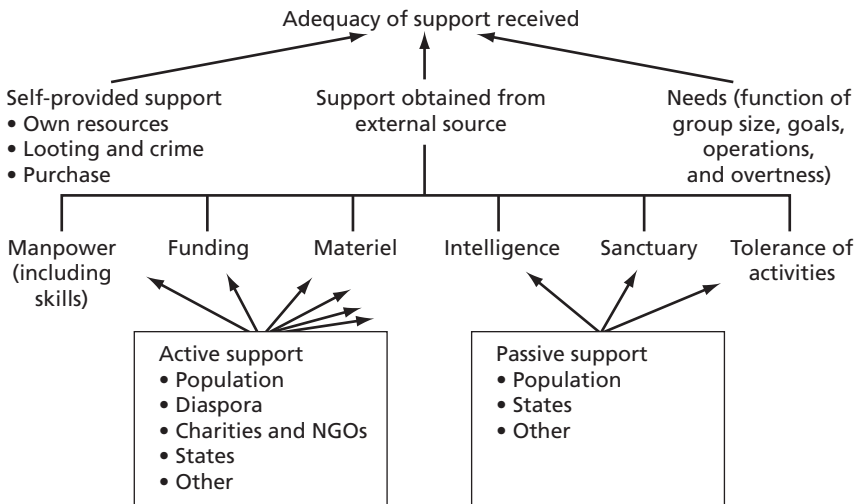 Adequacy of support received
Self-provided support
• Own resources
• Looting and crime
• Purchase
Support obtained from
external source
Needs (function of
group size, goals,
operations,
and overtness)
Manpower
(including
skills)
Funding
Materiel
Intelligence
Sanctuary
Tolerance of
activities
Active support
• Population
• Diaspora
• Charities and NGOs
• States
• Other
Passive support
• Population
• States
• Other